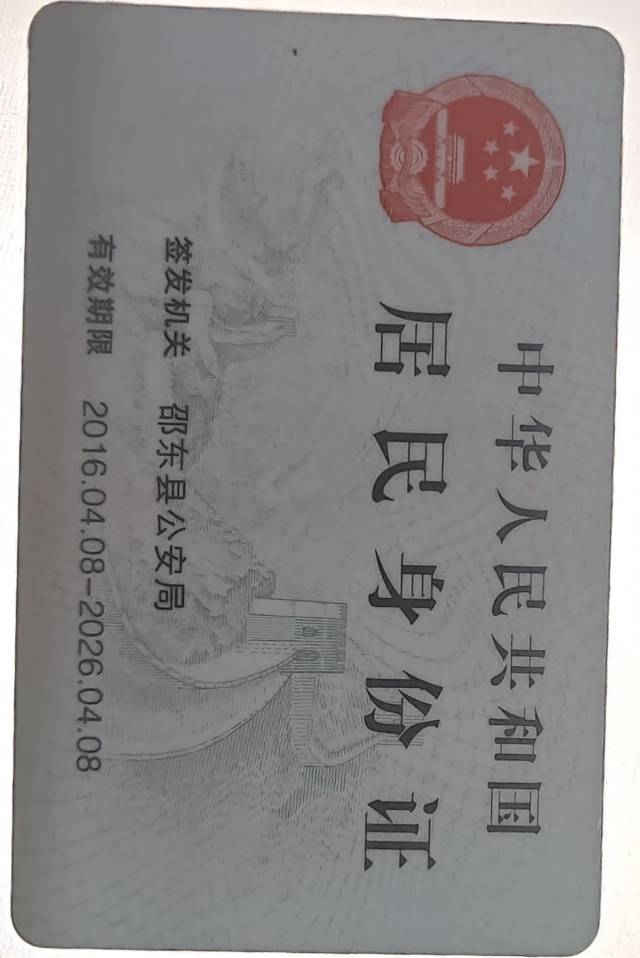 中华人民共和国
居民身份证
签发机关 邵东县公安局
有效期限 2016.04.08-2026.04.08